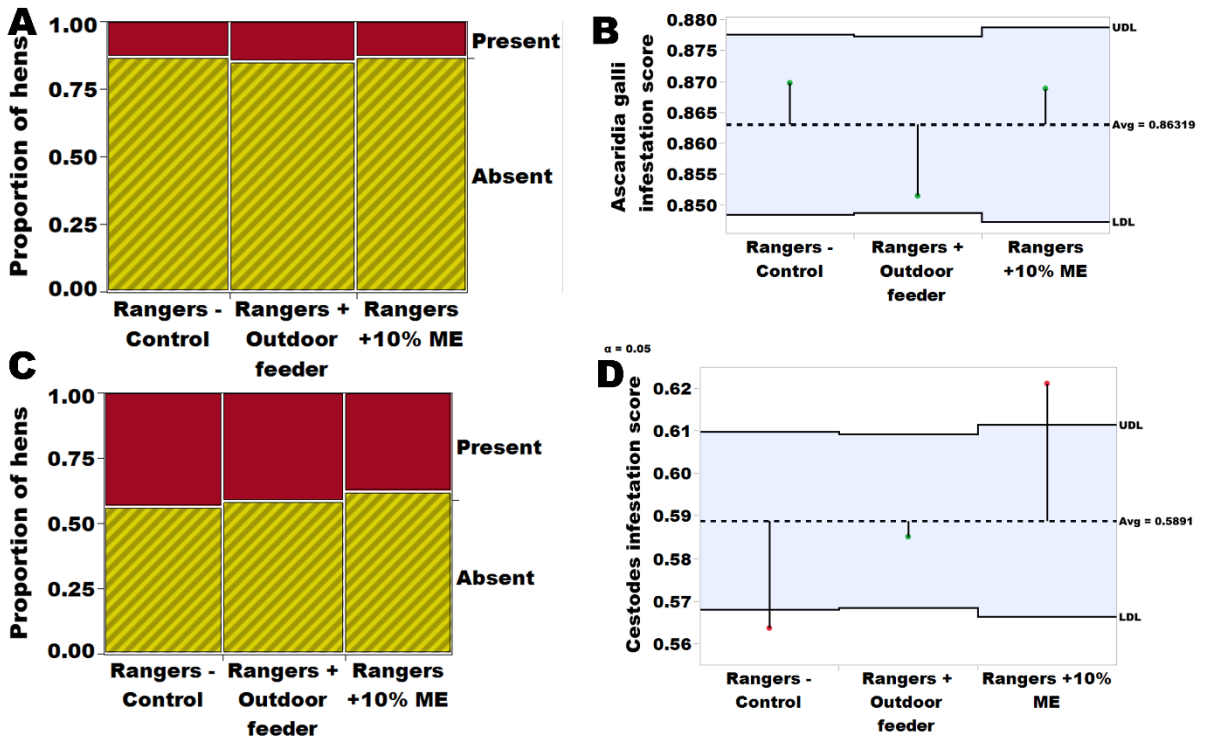 A
Proportion of hens
1.00
0.75
0.50
0.25
0.00
Present
Absent
Rangers -
Control
Rangers +
Outdoor
feeder
Rangers
+10% ME
B
Ascaridia galli
infestation score
0.880
0.875
0.870
0.865
0.860
0.855
0.850
UDL
Avg = 0.86319
LDL
Rangers -
Control
Rangers +
Outdoor
feeder
Rangers
+10% ME
C
Proportion of hens
1.00
0.75
0.50
0.25
0.00
Present
Absent
Rangers -
Control
Rangers +
Outdoor
feeder
Rangers
+10% ME
α = 0.05
D
Cestodes infestation score
0.62
0.61
0.60
0.59
0.58
0.57
0.56
UDL
Avg = 0.5891
LDL
Rangers -
Control
Rangers +
Outdoor
feeder
Rangers +10%
ME